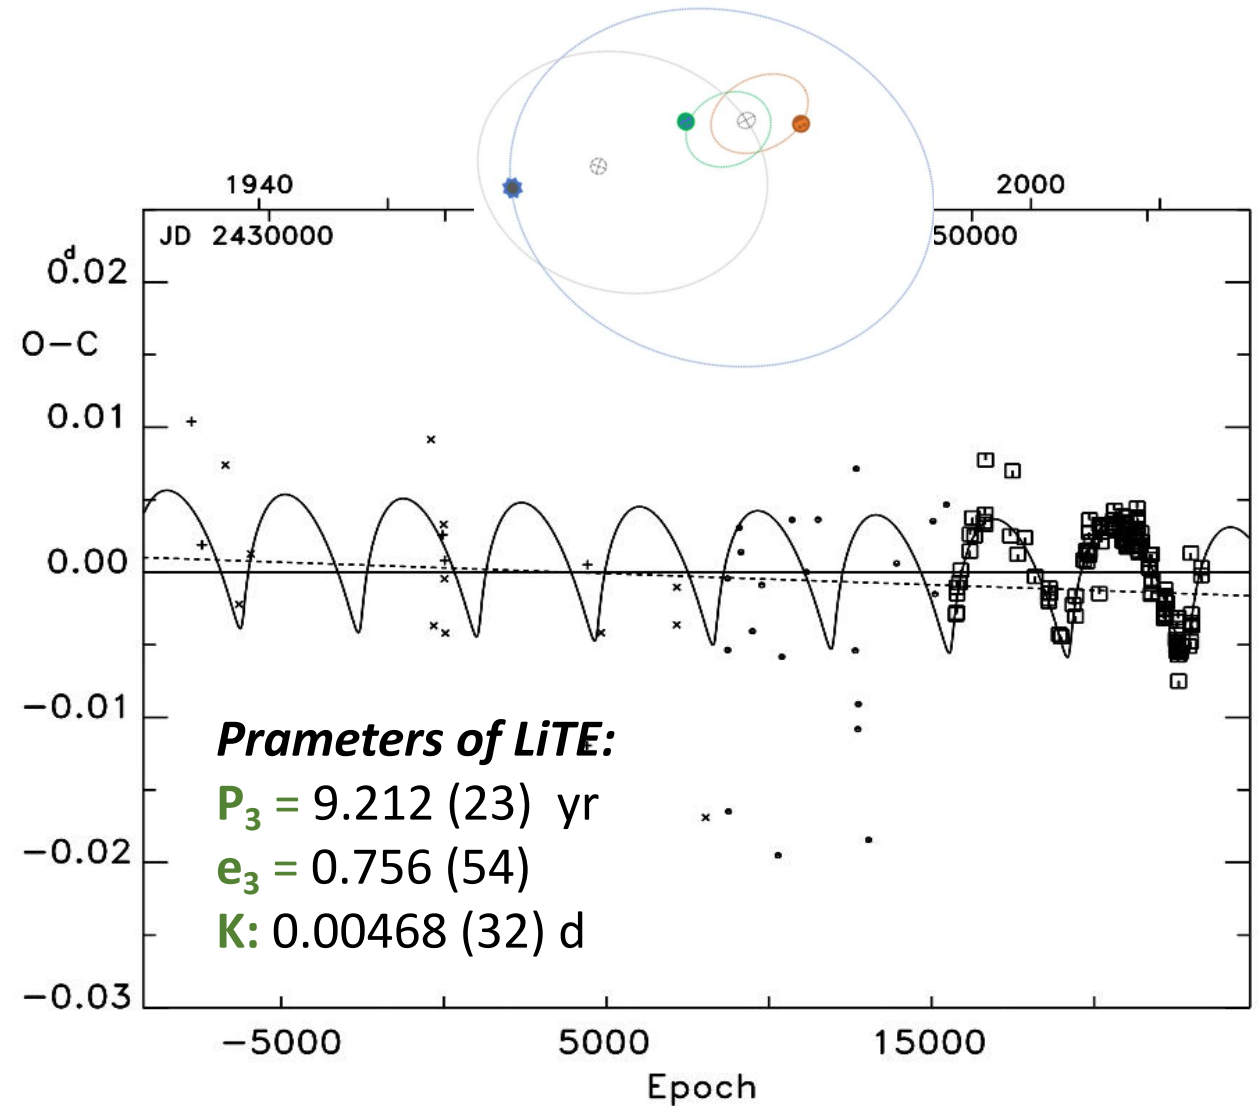 1940 2000
JD 2430000 50000
0.02
d
O-C
0.01
0.00
-0.01
-0.02
-0.03
Prameters of LiTE:
P3 = 9.212 (23) yr
e3 = 0.756 (54)
K: 0.00468 (32) d
-5000 5000 15000
Epoch